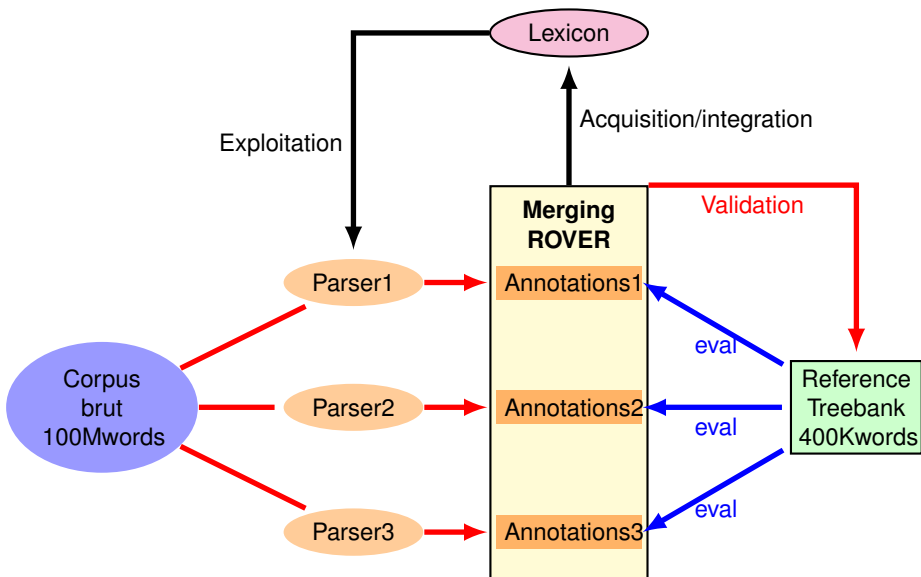 Lexicon
Acquisition/integration
Exploitation
Merging
ROVER
Validation
Parser1
Annotations1
eval
Corpus
brut
100Mwords
Parser2
Annotations2
eval
Reference
Treebank
400Kwords
Parser3
Annotations3
eval